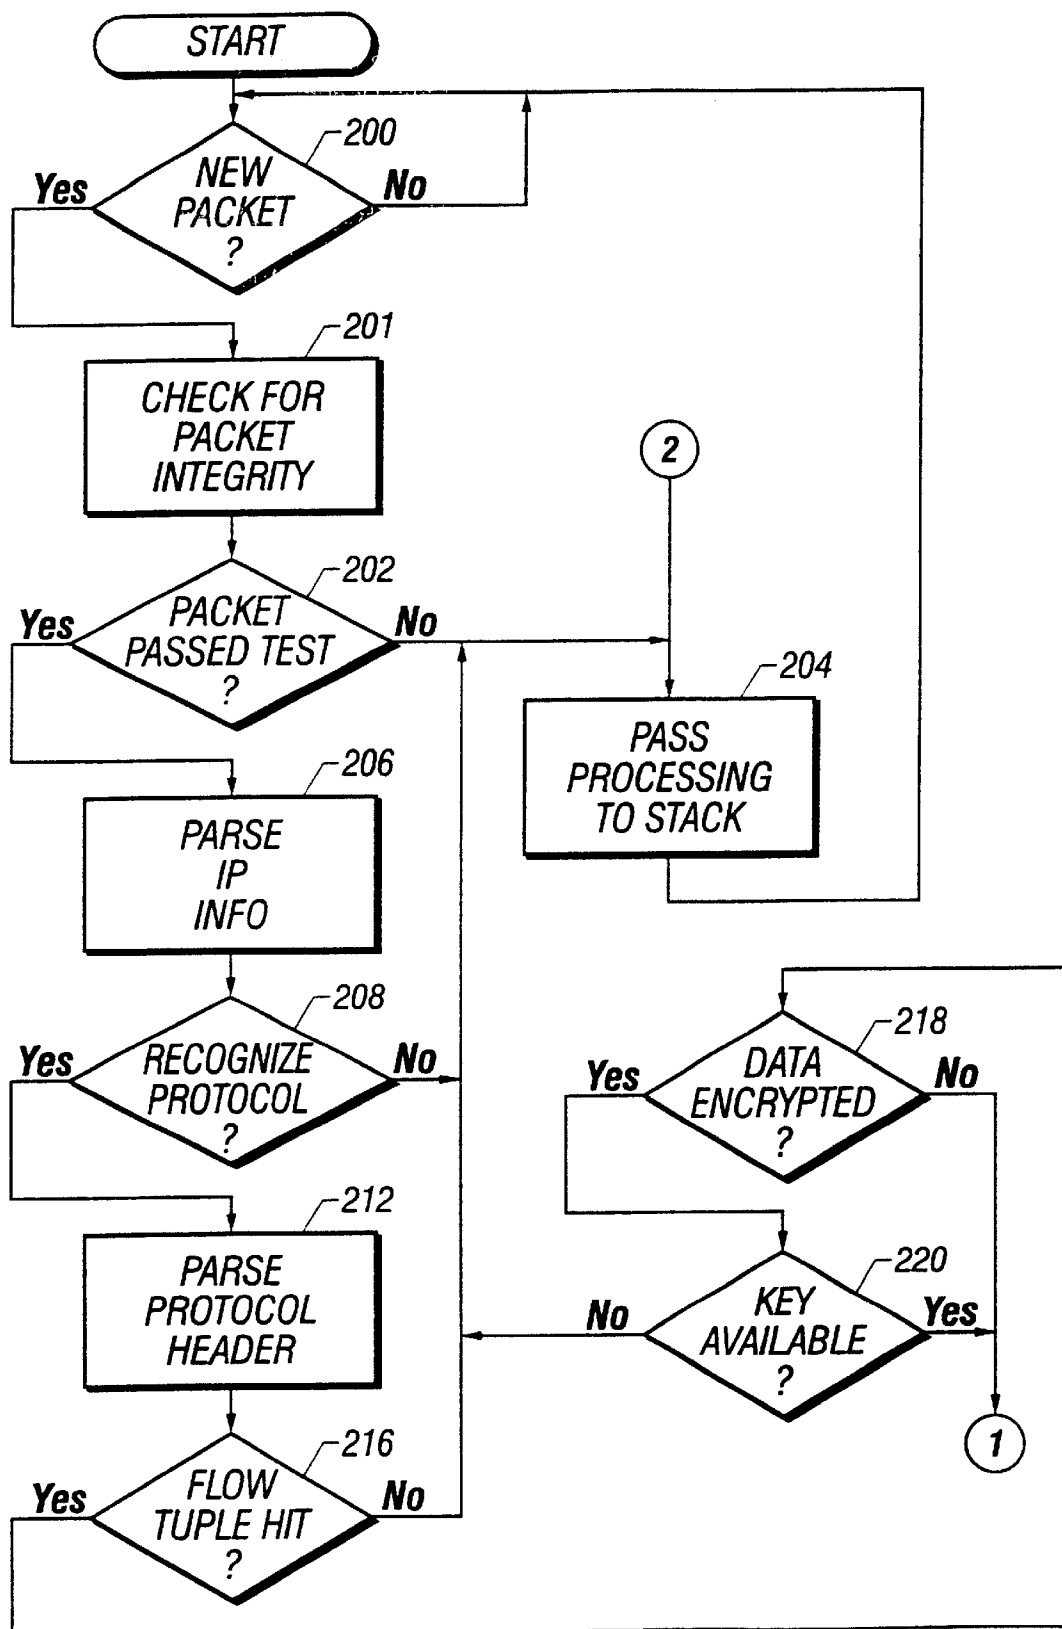 START
200
NEW
PACKET
?
Yes
No
201
CHECK FOR
PACKET
INTEGRITY
2
202
PACKET
PASSED TEST
?
Yes
No
204
PASS
PROCESSING
TO STACK
206
PARSE
IP
INFO
208
RECOGNIZE
PROTOCOL
?
Yes
No
218
DATA
ENCRYPTED
?
Yes
No
212
PARSE
PROTOCOL
HEADER
220
KEY
AVAILABLE
?
No
Yes
216
FLOW
TUPLE HIT
?
Yes
No
1